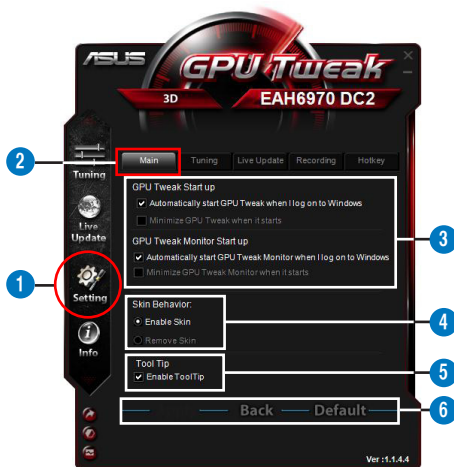 ASUS
GPU Tweak
3D
EAH6970 DC2
2
Main Tuning Live Update Recording Hotkey
Tuning
GPU Tweak Start up
Automatically start GPU Tweak when I log on to Windows
Minimize GPU Tweak when it starts
Live
Update
3
GPU Tweak Monitor Start up
Automatically start GPU Tweak Monitor when I log on to Windows
Minimize GPU Tweak Monitor when it starts
1
Setting
Skin Behavior:
Enable Skin
4
Remove Skin
i
Info
Tool Tip
Enable ToolTip
5
Back Default
6
Ver :1.1.4.4